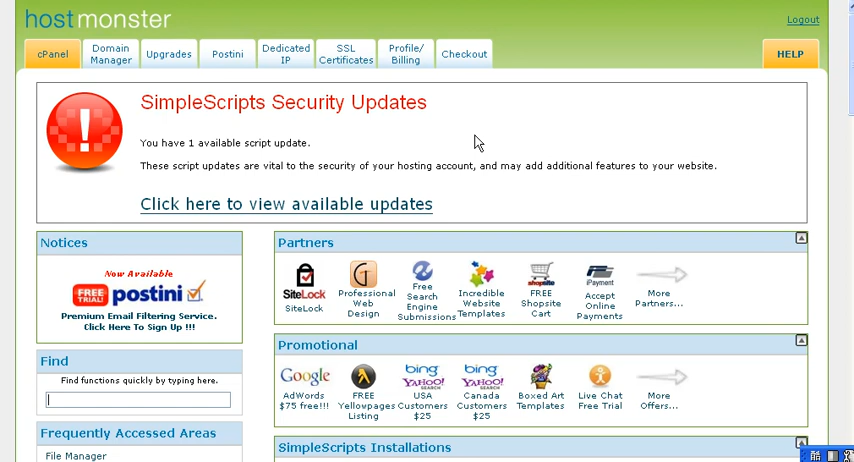 hostmonster
Logout
cPanel
Domain
Manager
Upgrades
Postini
Dedicated
IP
SSL
Certificates
Profile/
Billing
Checkout
HELP
SimpleScripts Security Updates
You have 1 available script update.
These script updates are vital to the security of your hosting account, and may add additional features to your website.
Click here to view available updates
Notices
Now Available
FREE
TRIAL!
postini
Premium Email Filtering Service.
Click Here To Sign Up !!!
Find
Find functions quickly by typing here.
Frequently Accessed Areas
File Manager
Partners
SiteLock
SiteLock
Professional
Web
Design
Free
Search
Engine
Submissions
Incredible
Website
Templates
shopsite
FREE
Shopsite
Cart
iPayment
Accept
Online
Payments
More
Partners...
Promotional
Google
AdWords
$75 free!!!
FREE
Yellowpages
Listing
bing
YAHOO!
SEARCH
USA
Customers
$25
bing
YAHOO!
SEARCH
Canada
Customers
$25
Boxed Art
Templates
Live Chat
Free Trial
More
Offers...
SimpleScripts Installations
酷